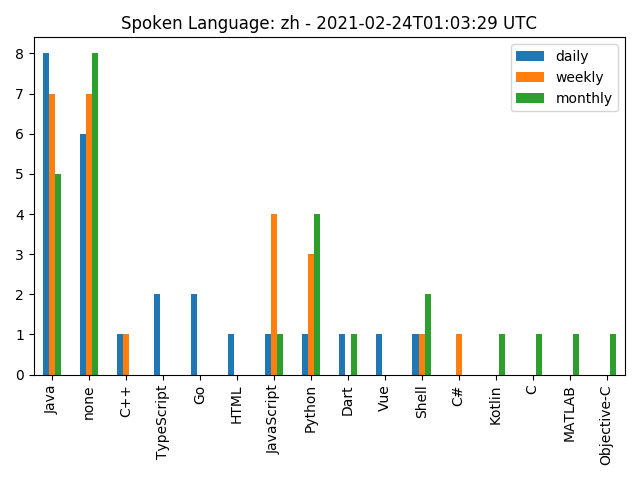 Spoken Language: zh - 2021-02-24T01:03:29 UTC
daily
weekly
monthly
8
7
6
5
4
3
2
1
0
Java
none
C++
TypeScript
Go
HTML
JavaScript
Python
Dart
Vue
Shell
C#
Kotlin
C
MATLAB
Objective-C